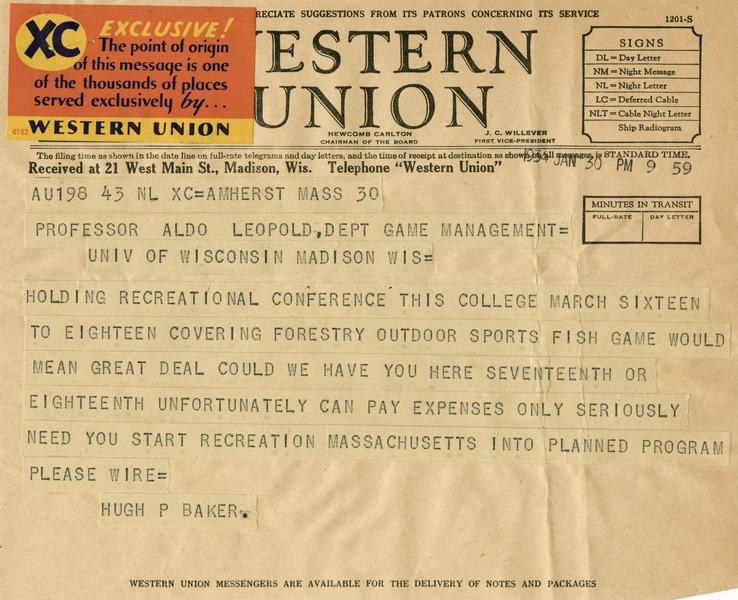 XC
EXCLUSIVE!
The point of origin
of this message is one
of the thousands of places
served exclusively by...
4162 WESTERN UNION
RECIATE SUGGESTIONS FROM ITS PATRONS CONCERNING ITS SERVICE
1201-S
WESTERN
UNION
NEWCOMB CARLTON
CHAIRMAN OF THE BOARD
J. C. WILLEVER
FIRST VICE-PRESIDENT
SIGNS
DL = Day Letter
NM = Night Message
NL = Night Letter
LC = Deferred Cable
NLT = Cable Night Letter
Ship Radiogram
The filing time as shown in the date line on full-rate telegrams and day letters, and the time of receipt at destination as shown on all messages, is STANDARD TIME.
Received at 21 West Main St., Madison, Wis. Telephone "Western Union"
1934 JAN 30 PM 9 59
MINUTES IN TRANSIT
FULL-RATE DAY LETTER
AU198 43 NL XC=AMHERST MASS 30
PROFESSOR ALDO LEOPOLD, DEPT GAME MANAGEMENT=
UNIV OF WISCONSIN MADISON WIS=
HOLDING RECREATIONAL CONFERENCE THIS COLLEGE MARCH SIXTEEN
TO EIGHTEEN COVERING FORESTRY OUTDOOR SPORTS FISH GAME WOULD
MEAN GREAT DEAL COULD WE HAVE YOU HERE SEVENTEENTH OR
EIGHTEENTH UNFORTUNATELY CAN PAY EXPENSES ONLY SERIOUSLY
NEED YOU START RECREATION MASSACHUSETTS INTO PLANNED PROGRAM
PLEASE WIRE=
HUGH P BAKER.
WESTERN UNION MESSENGERS ARE AVAILABLE FOR THE DELIVERY OF NOTES AND PACKAGES